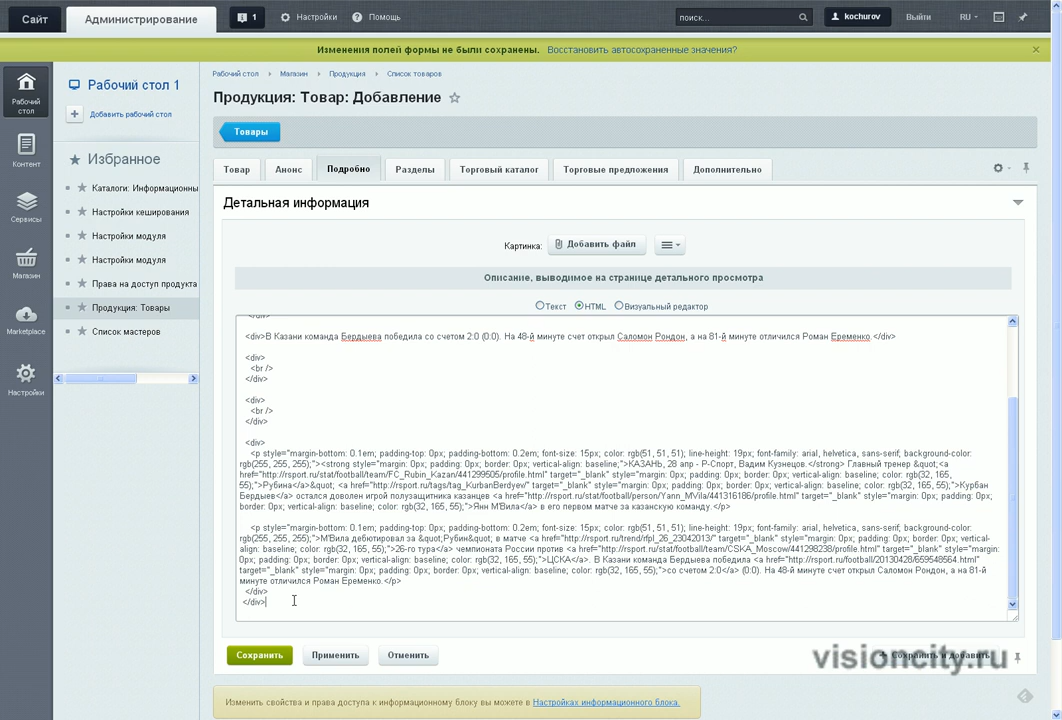 Сайт
Администрирование
1
Настройки
Помощь
поиск...
kochurov
Выйти
RU
Изменения полей формы не были сохранены. Восстановить автосохраненные значения?
Рабочий стол
Контент
Сервисы
Магазин
Marketplace
Настройки
Рабочий стол 1
Добавить рабочий стол
Избранное
Каталоги: Информационны
Настройки кеширования
Настройки модуля
Настройки модуля
Права на доступ продукта
Продукция: Товары
Список мастеров
Рабочий стол Магазин Продукция Список товаров
Продукция: Товар: Добавление
Товары
Товар Анонс Подробно Разделы Торговый каталог Торговые предложения Дополнительно
Детальная информация
Картинка: Добавить файл
Описание, выводимое на странице детального просмотра
Текст HTML Визуальный редактор
</div>
<div>В Казани команда Бердыева победила со счетом 2:0 (0:0). На 48-й минуте счет открыл Саломон Рондон, а на 81-й минуте отличился Роман Еременко.</div>
<div>
<br />
</div>
<div>
<br />
</div>
<div>
<p style="margin-bottom: 0.1em; padding-top: 0px; padding-bottom: 0.2em; font-size: 15px; color: rgb(51, 51, 51); line-height: 19px; font-family: arial, helvetica, sans-serif; background-color:
rgb(255, 255, 255);"><strong style="margin: 0px; padding: 0px; border: 0px; vertical-align: baseline;">КАЗАНЬ, 28 апр - Р-Спорт, Вадим Кузнецов.</strong> Главный тренер &quot;<a
href="http://rsport.ru/stat/football/team/FC_Rubin_Kazan/441299505/profile.html" target="_blank" style="margin: 0px; padding: 0px; border: 0px; vertical-align: baseline; color: rgb(32, 165,
55);">Рубина</a>&quot; <a href="http://rsport.ru/tags/tag_KurbanBerdyev/" target="_blank" style="margin: 0px; padding: 0px; border: 0px; vertical-align: baseline; color: rgb(32, 165, 55);">Курбан
Бердыев</a> остался доволен игрой полузащитника казанцев <a href="http://rsport.ru/stat/football/person/Yann_MVila/441316186/profile.html" target="_blank" style="margin: 0px; padding: 0px;
border: 0px; vertical-align: baseline; color: rgb(32, 165, 55);">Янн М'Вила</a> в его первом матче за казанскую команду.</p>
<p style="margin-bottom: 0.1em; padding-top: 0px; padding-bottom: 0.2em; font-size: 15px; color: rgb(51, 51, 51); line-height: 19px; font-family: arial, helvetica, sans-serif; background-color:
rgb(255, 255, 255);">М'Вила дебютировал за &quot;Рубин&quot; в матче <a href="http://rsport.ru/trend/rfpl_26_23042013/" target="_blank" style="margin: 0px; padding: 0px; border: 0px; vertical-
align: baseline; color: rgb(32, 165, 55);">26-го тура</a> чемпионата России против <a href="http://rsport.ru/stat/football/team/CSKA_Moscow/441298238/profile.html" target="_blank" style="margin:
0px; padding: 0px; border: 0px; vertical-align: baseline; color: rgb(32, 165, 55);">ЦСКА</a>. В Казани команда Бердыева победила <a href="http://rsport.ru/football/20130428/659548564.html"
target="_blank" style="margin: 0px; padding: 0px; border: 0px; vertical-align: baseline; color: rgb(32, 165, 55);">со счетом 2:0</a> (0:0). На 48-й минуте счет открыл Саломон Рондон, а на 81-й
минуте отличился Роман Еременко.</p>
</div>
</div>
Сохранить Применить Отменить + Сохранить и добавить
visioncity.ru
Изменить свойства и права доступа к информационному блоку вы можете в Настройках информационного блока.